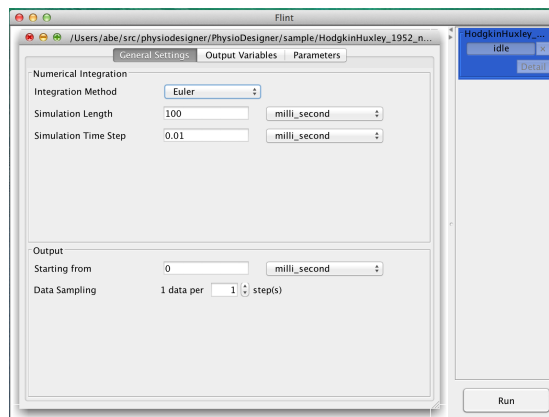 Flint
/Users/abe/src/physiodesigner/PhysioDesigner/sample/HodgkinHuxley_1952_n...
General Settings Output Variables Parameters
Numerical Integration
Integration Method Euler
Simulation Length 100 milli_second
Simulation Time Step 0.01 milli_second
Output
Starting from 0 milli_second
Data Sampling 1 data per 1 step(s)
HodgkinHuxley_...
idle ×
Detail
Run